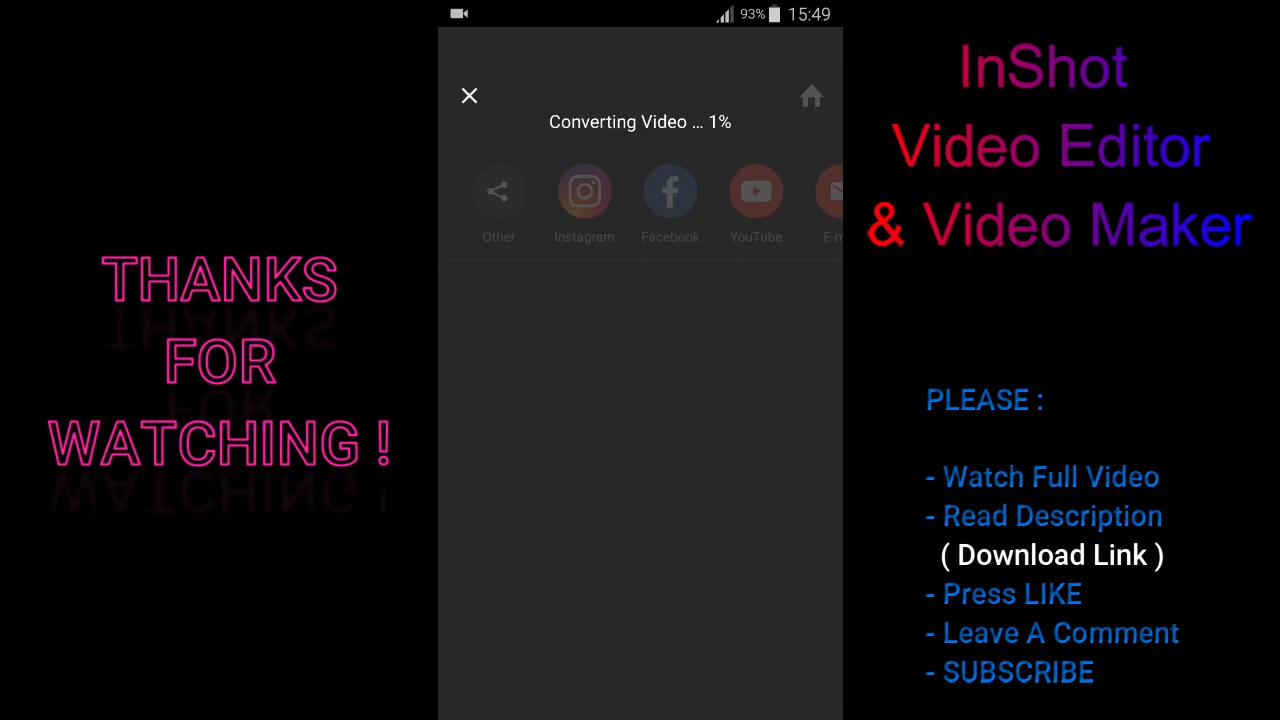 THANKS
FOR
WATCHING !
93% 15:49
Converting Video ... 1%
Other Instagram Facebook YouTube E-m
InShot
Video Editor
& Video Maker
PLEASE :
- Watch Full Video
- Read Description
( Download Link )
- Press LIKE
- Leave A Comment
- SUBSCRIBE